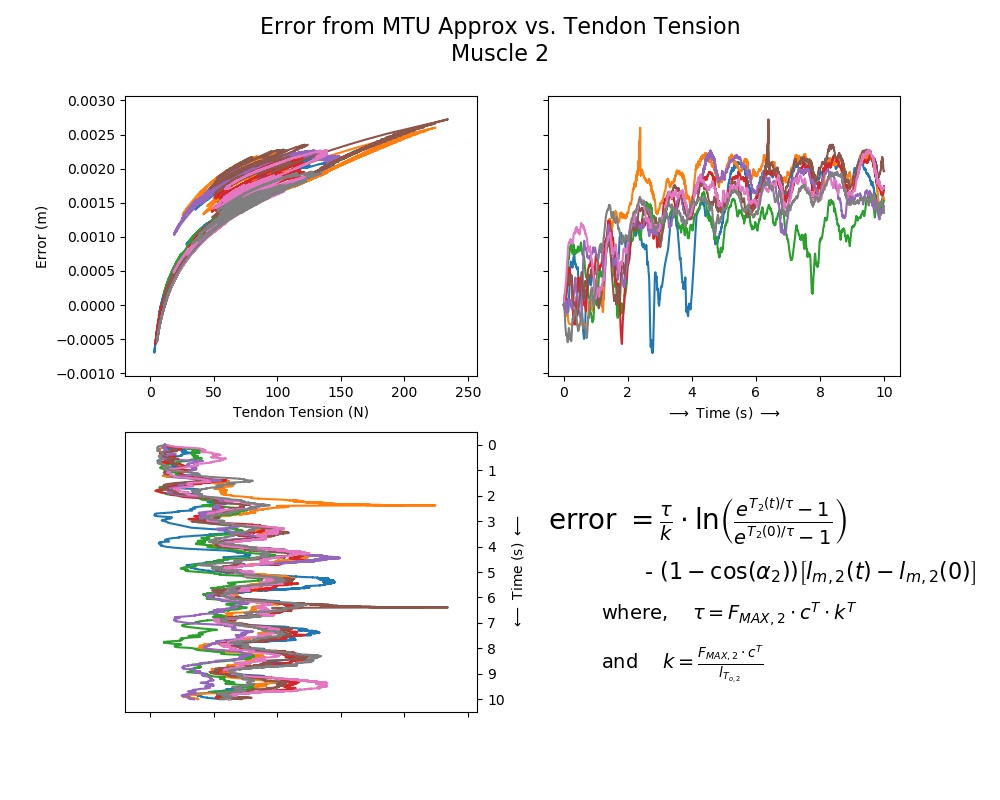 Error from MTU Approx vs. Tendon Tension
Muscle 2
0.0030
0.0025
0.0020
0.0015
0.0010
0.0005
0.0000
−0.0005
−0.0010
Error (m)
0 50 100 150 200 250
Tendon Tension (N)
0 2 4 6 8 10
⟶ Time (s) ⟶
0
1
2
3
4
5
6
7
8
9
10
⟵ Time (s) ⟵
error = τ/k · ln((e^{T₂(t)/τ} − 1)/(e^{T₂(0)/τ} − 1))
- (1 − cos(α₂))[l_{m,2}(t) − l_{m,2}(0)]
where, τ = F_{MAX,2} · c^T · k^T
and k = (F_{MAX,2} · c^T)/l_{T_{o,2}}